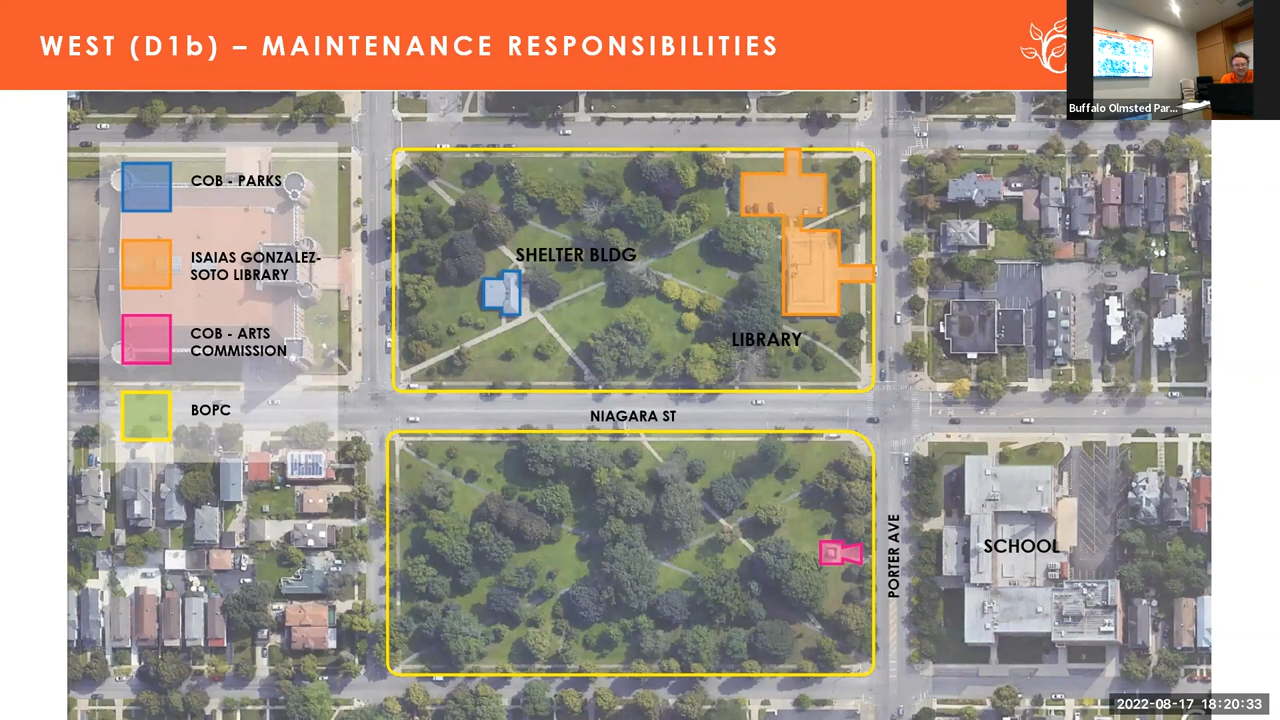 WEST (D1b) – MAINTENANCE RESPONSIBILITIES
Buffalo Olmsted Par...
COB - PARKS
ISAIAS GONZALEZ-
SOTO LIBRARY
COB - ARTS
COMMISSION
BOPC
SHELTER BLDG
LIBRARY
NIAGARA ST
PORTER AVE
SCHOOL
2022-08-17 18:20:33